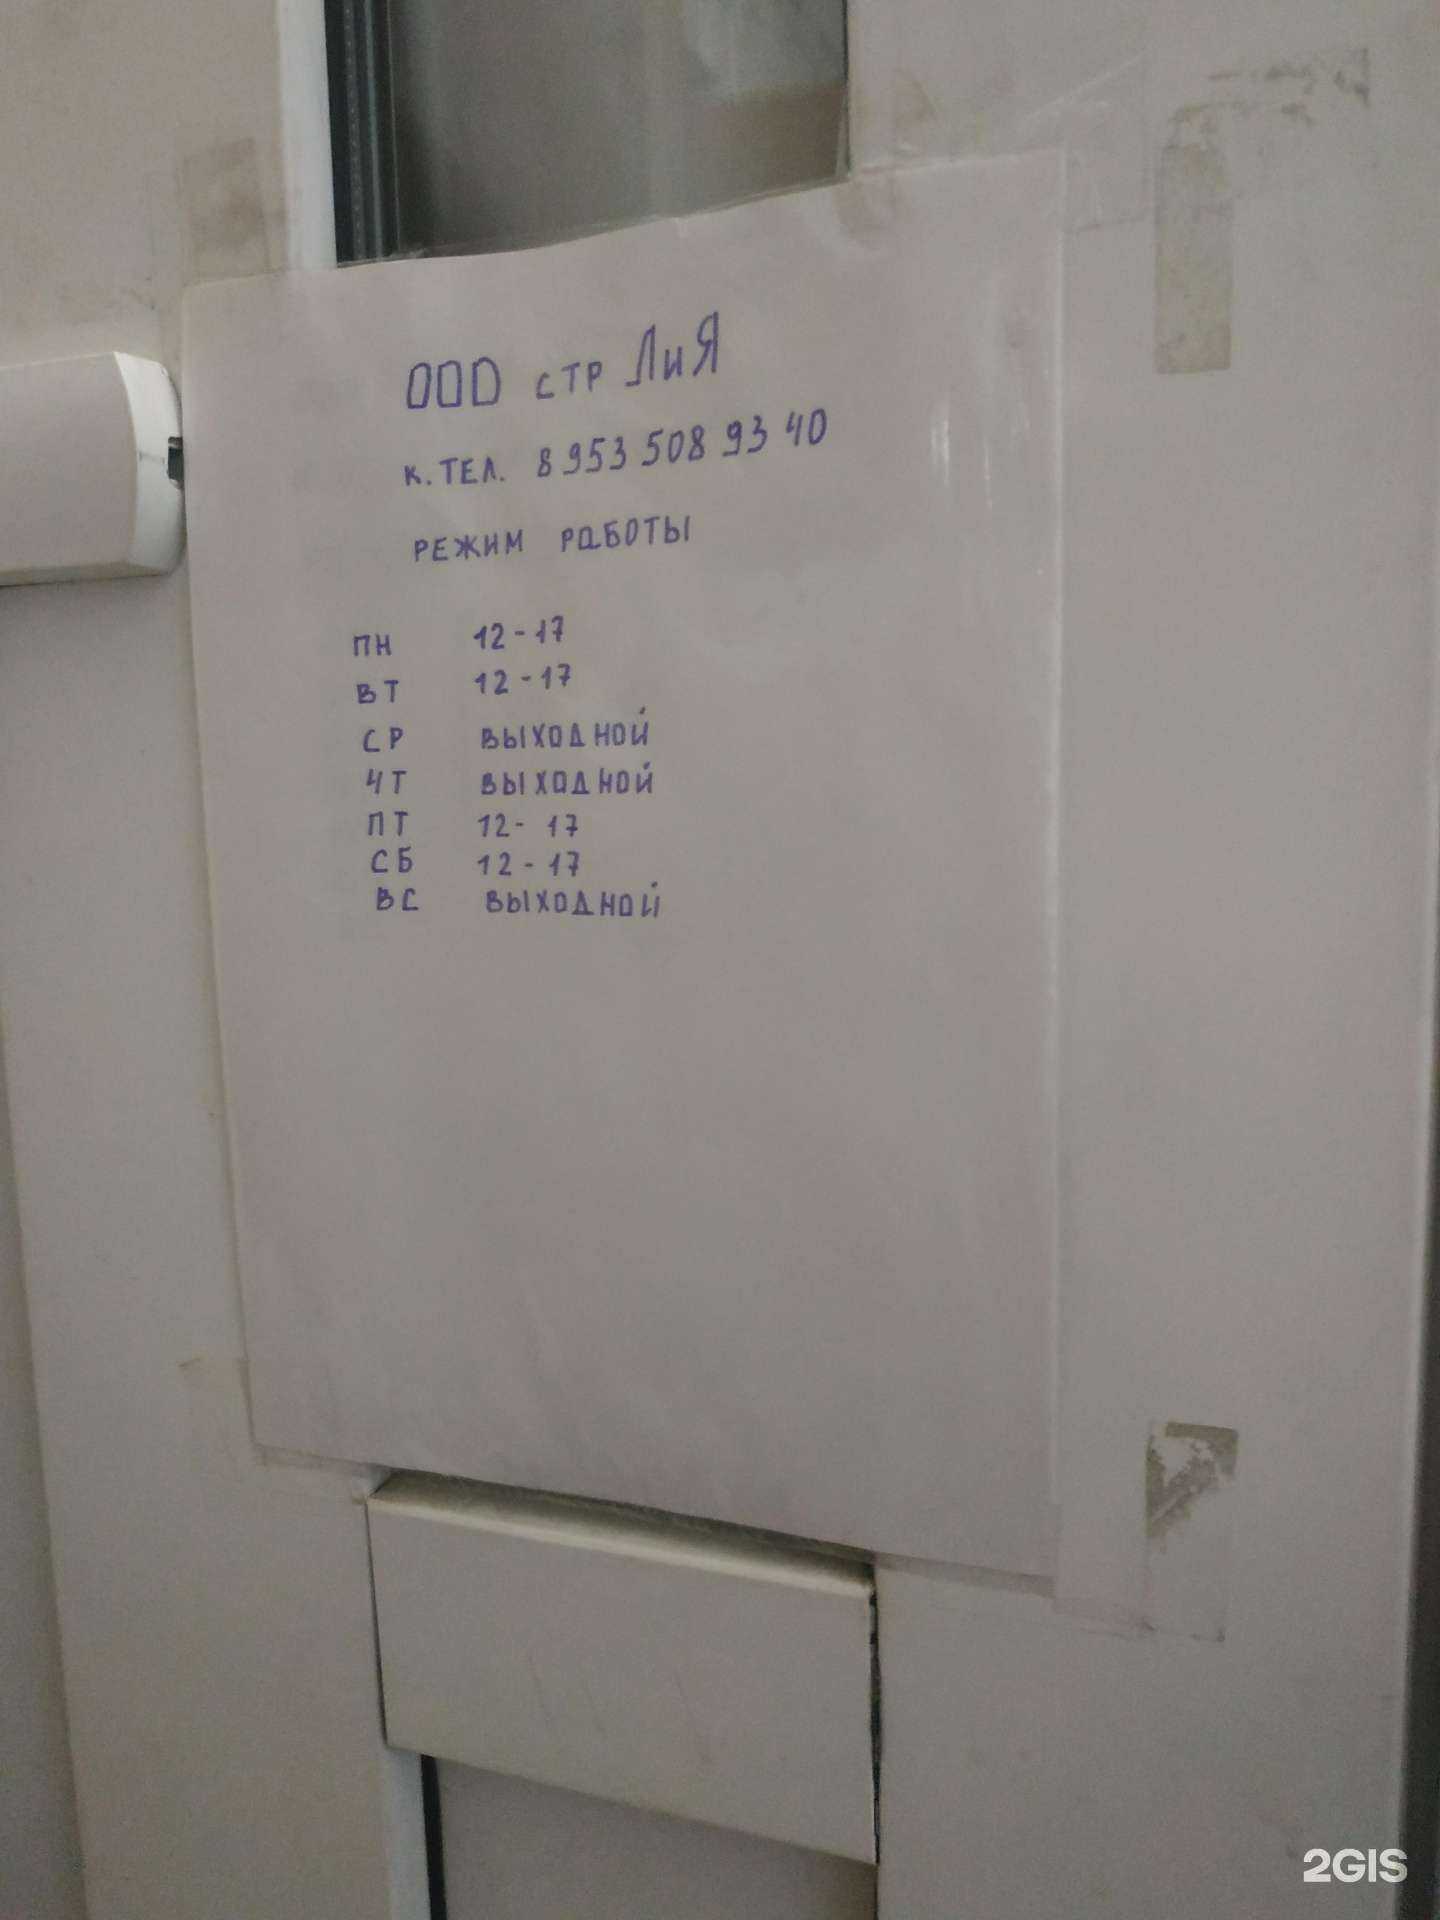 ООО стр ЛиЯ
к. тел. 8 953 508 93 40
РЕЖИМ РАБОТЫ
ПН 12-17
ВТ 12-17
СР ВЫХОДНОЙ
ЧТ ВЫХОДНОЙ
ПТ 12- 17
СБ 12-17
ВС ВЫХОДНОЙ
2GIS